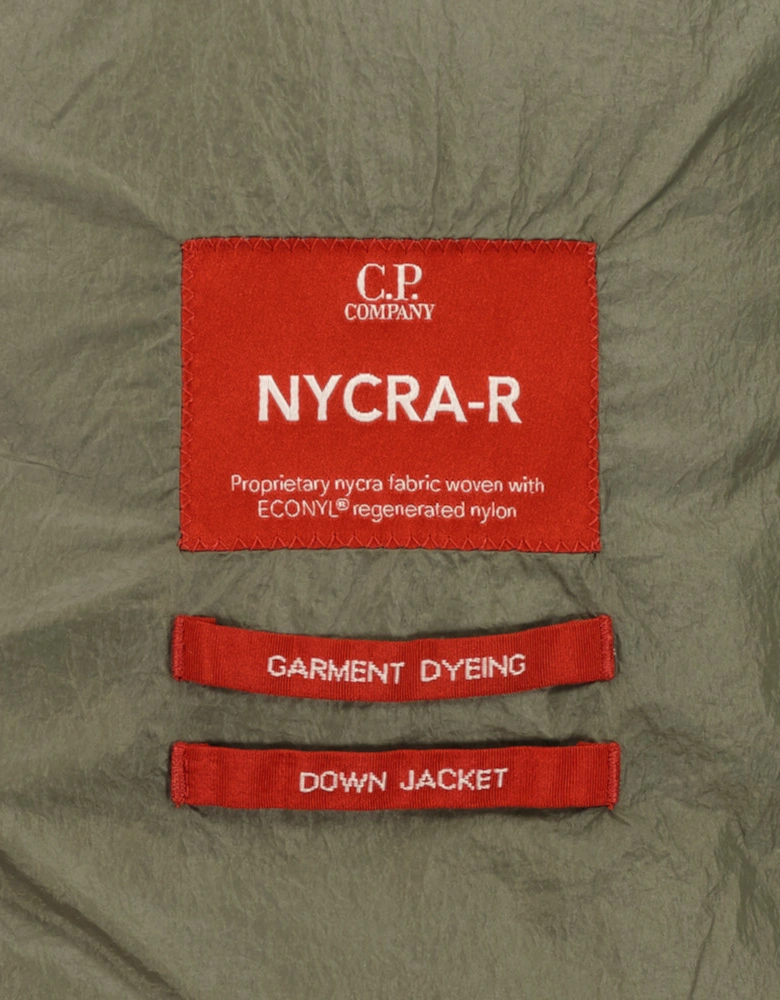 C.P.
COMPANY
NYCRA-R
Proprietary nycra fabric woven with
ECONYL® regenerated nylon
GARMENT DYEING
DOWN JACKET